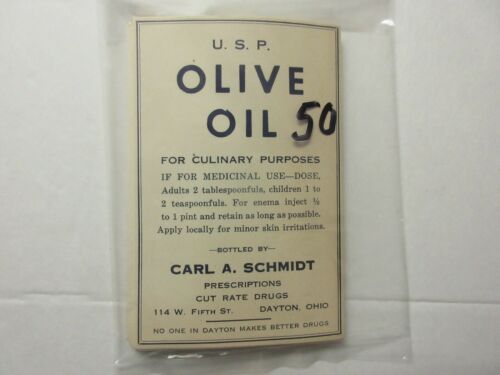 U. S. P.
OLIVE
OIL 50
FOR CULINARY PURPOSES
IF FOR MEDICINAL USE—DOSE,
Adults 2 tablespoonfuls, children 1 to
2 teaspoonfuls. For enema inject ½
to 1 pint and retain as long as possible.
Apply locally for minor skin irritations.
—BOTTLED BY—
CARL A. SCHMIDT
PRESCRIPTIONS
CUT RATE DRUGS
114 W. FIFTH ST. DAYTON, OHIO
NO ONE IN DAYTON MAKES BETTER DRUGS